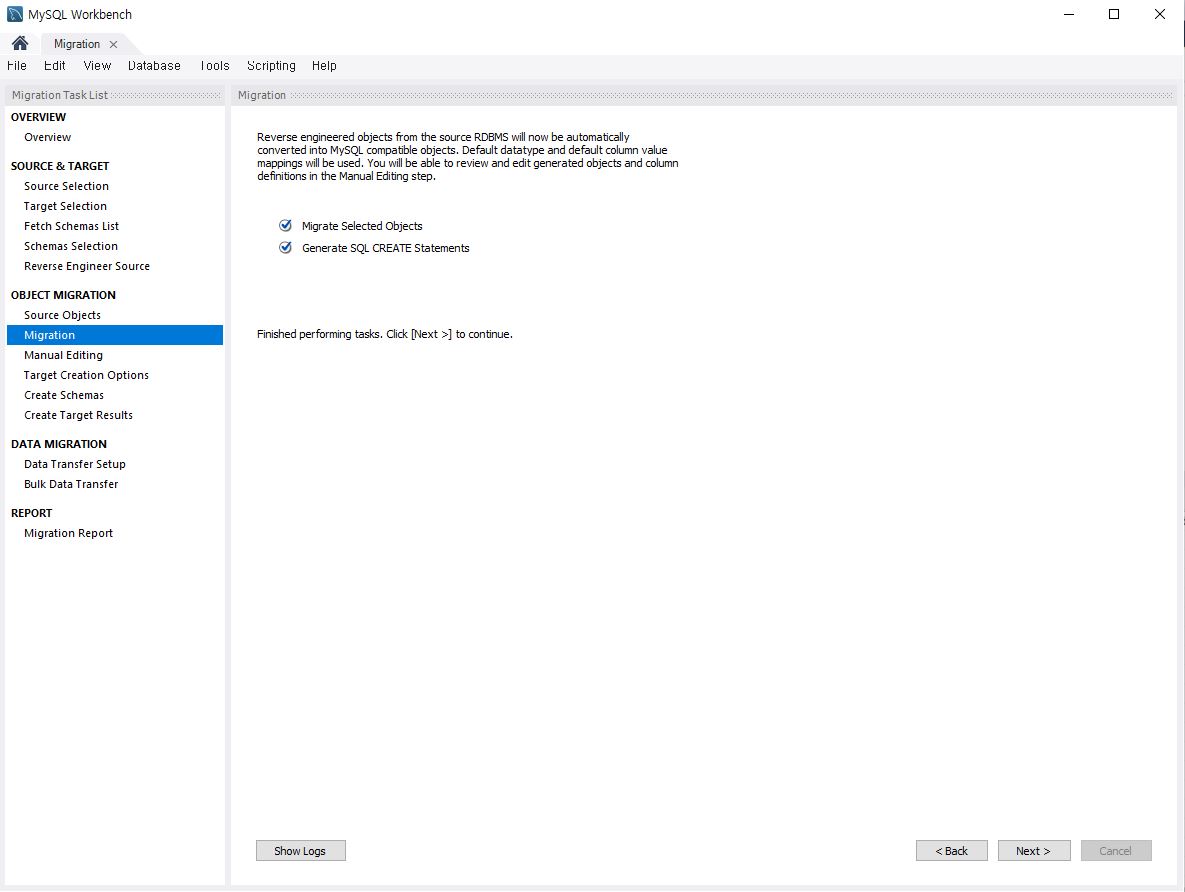 MySQL Workbench
Migration
File Edit View Database Tools Scripting Help
Migration Task List
OVERVIEW
Overview
SOURCE & TARGET
Source Selection
Target Selection
Fetch Schemas List
Schemas Selection
Reverse Engineer Source
OBJECT MIGRATION
Source Objects
Migration
Manual Editing
Target Creation Options
Create Schemas
Create Target Results
DATA MIGRATION
Data Transfer Setup
Bulk Data Transfer
REPORT
Migration Report
Migration
Reverse engineered objects from the source RDBMS will now be automatically
converted into MySQL compatible objects. Default datatype and default column value
mappings will be used. You will be able to review and edit generated objects and column
definitions in the Manual Editing step.
Migrate Selected Objects
Generate SQL CREATE Statements
Finished performing tasks. Click [Next >] to continue.
Show Logs
< Back
Next >
Cancel